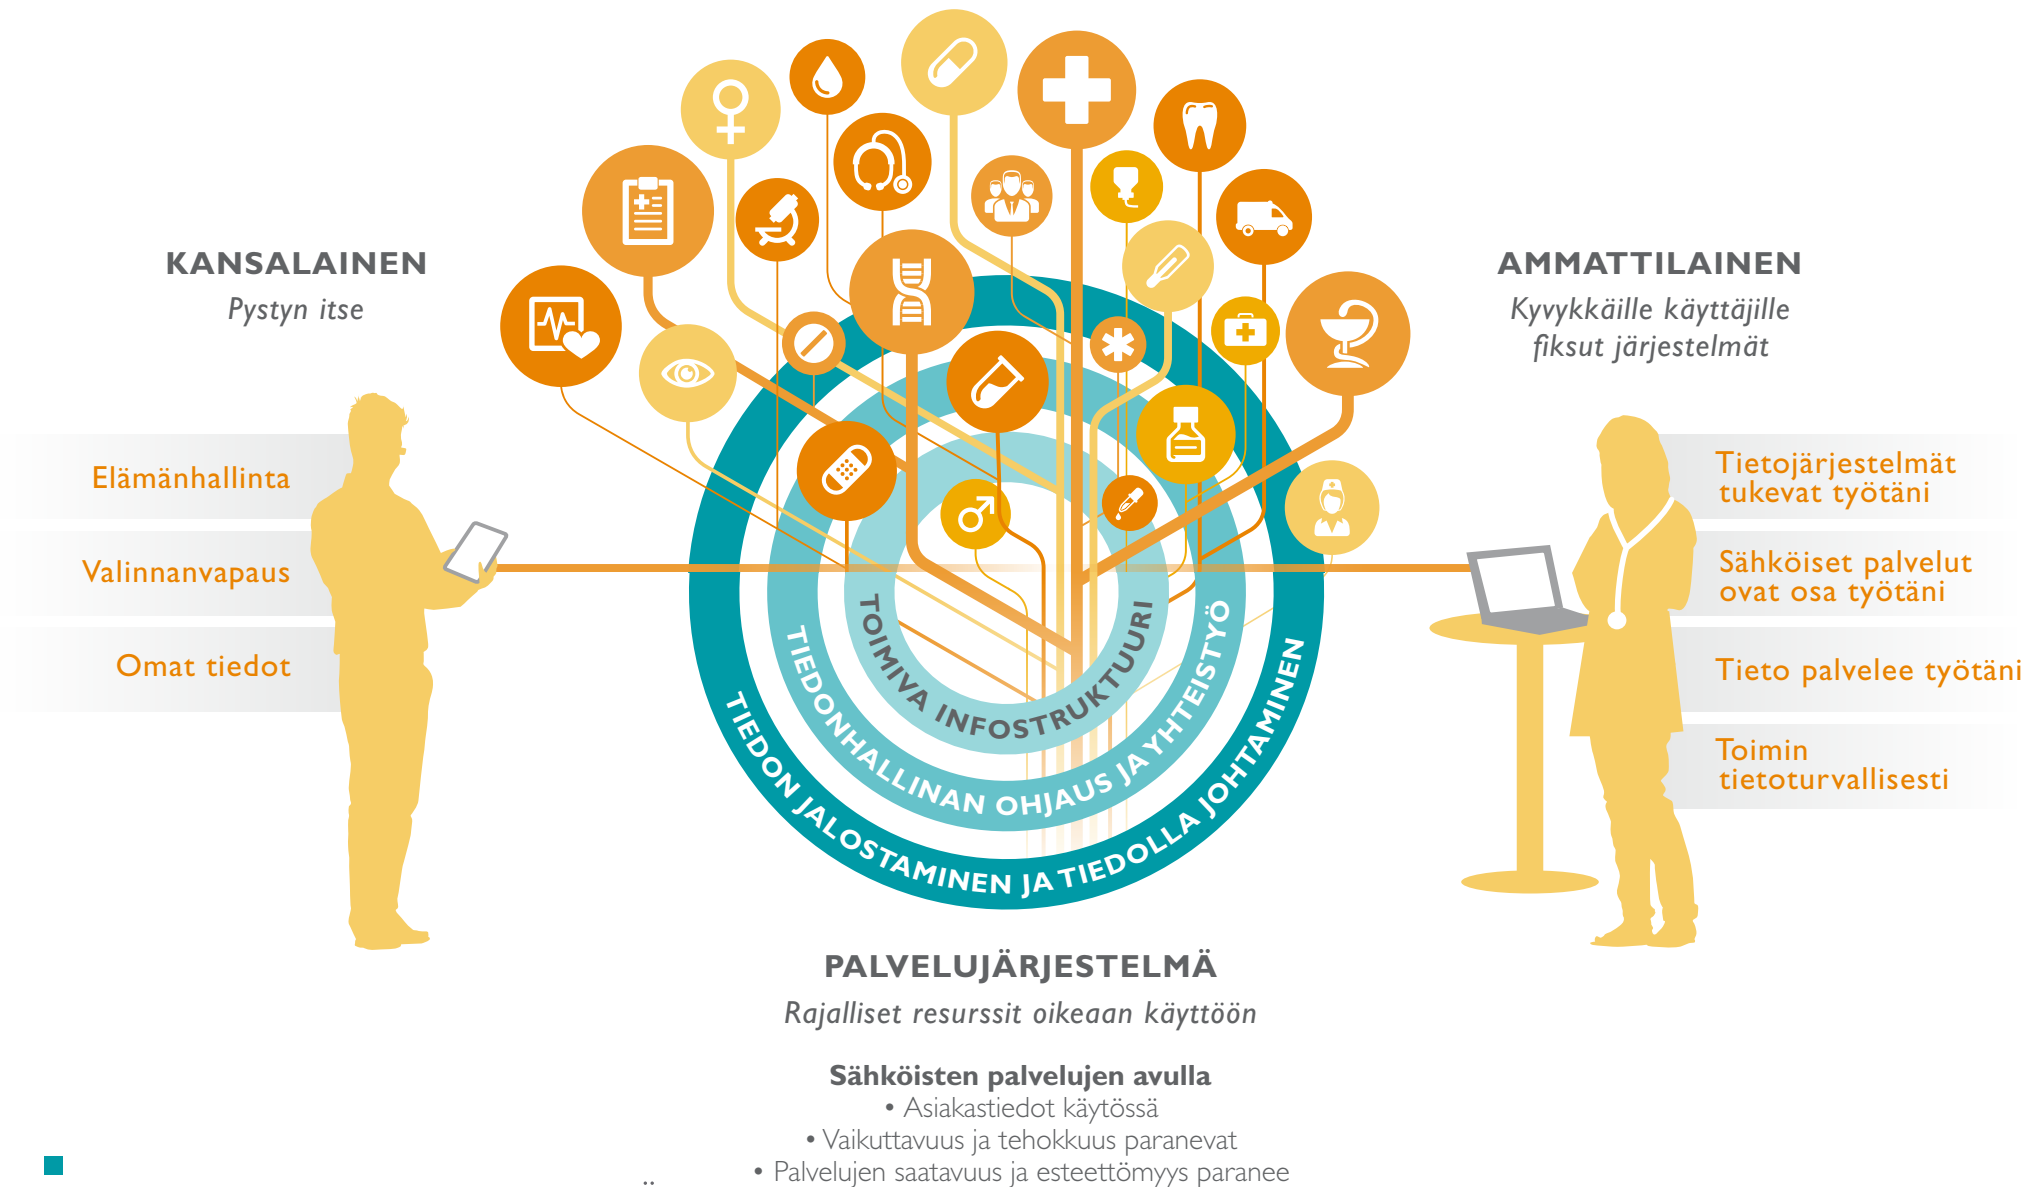 KANSALAINEN
Pystyn itse
Elämänhallinta
Valinnanvapaus
Omat tiedot
TOIMIVA INFOSTRUKTUURI
TIEDONHALLINAN OHJAUS JA YHTEISTYÖ
TIEDON JALOSTAMINEN JA TIEDOLLA JOHTAMINEN
AMMATTILAINEN
Kyvykkäille käyttäjille
fiksut järjestelmät
Tietojärjestelmät
tukevat työtäni
Sähköiset palvelut
ovat osa työtäni
Tieto palvelee työtäni
Toimin
tietoturvallisesti
PALVELUJÄRJESTELMÄ
Rajalliset resurssit oikeaan käyttöön
Sähköisten palvelujen avulla
• Asiakastiedot käytössä
• Vaikuttavuus ja tehokkuus paranevat
• Palvelujen saatavuus ja esteettömyys paranee